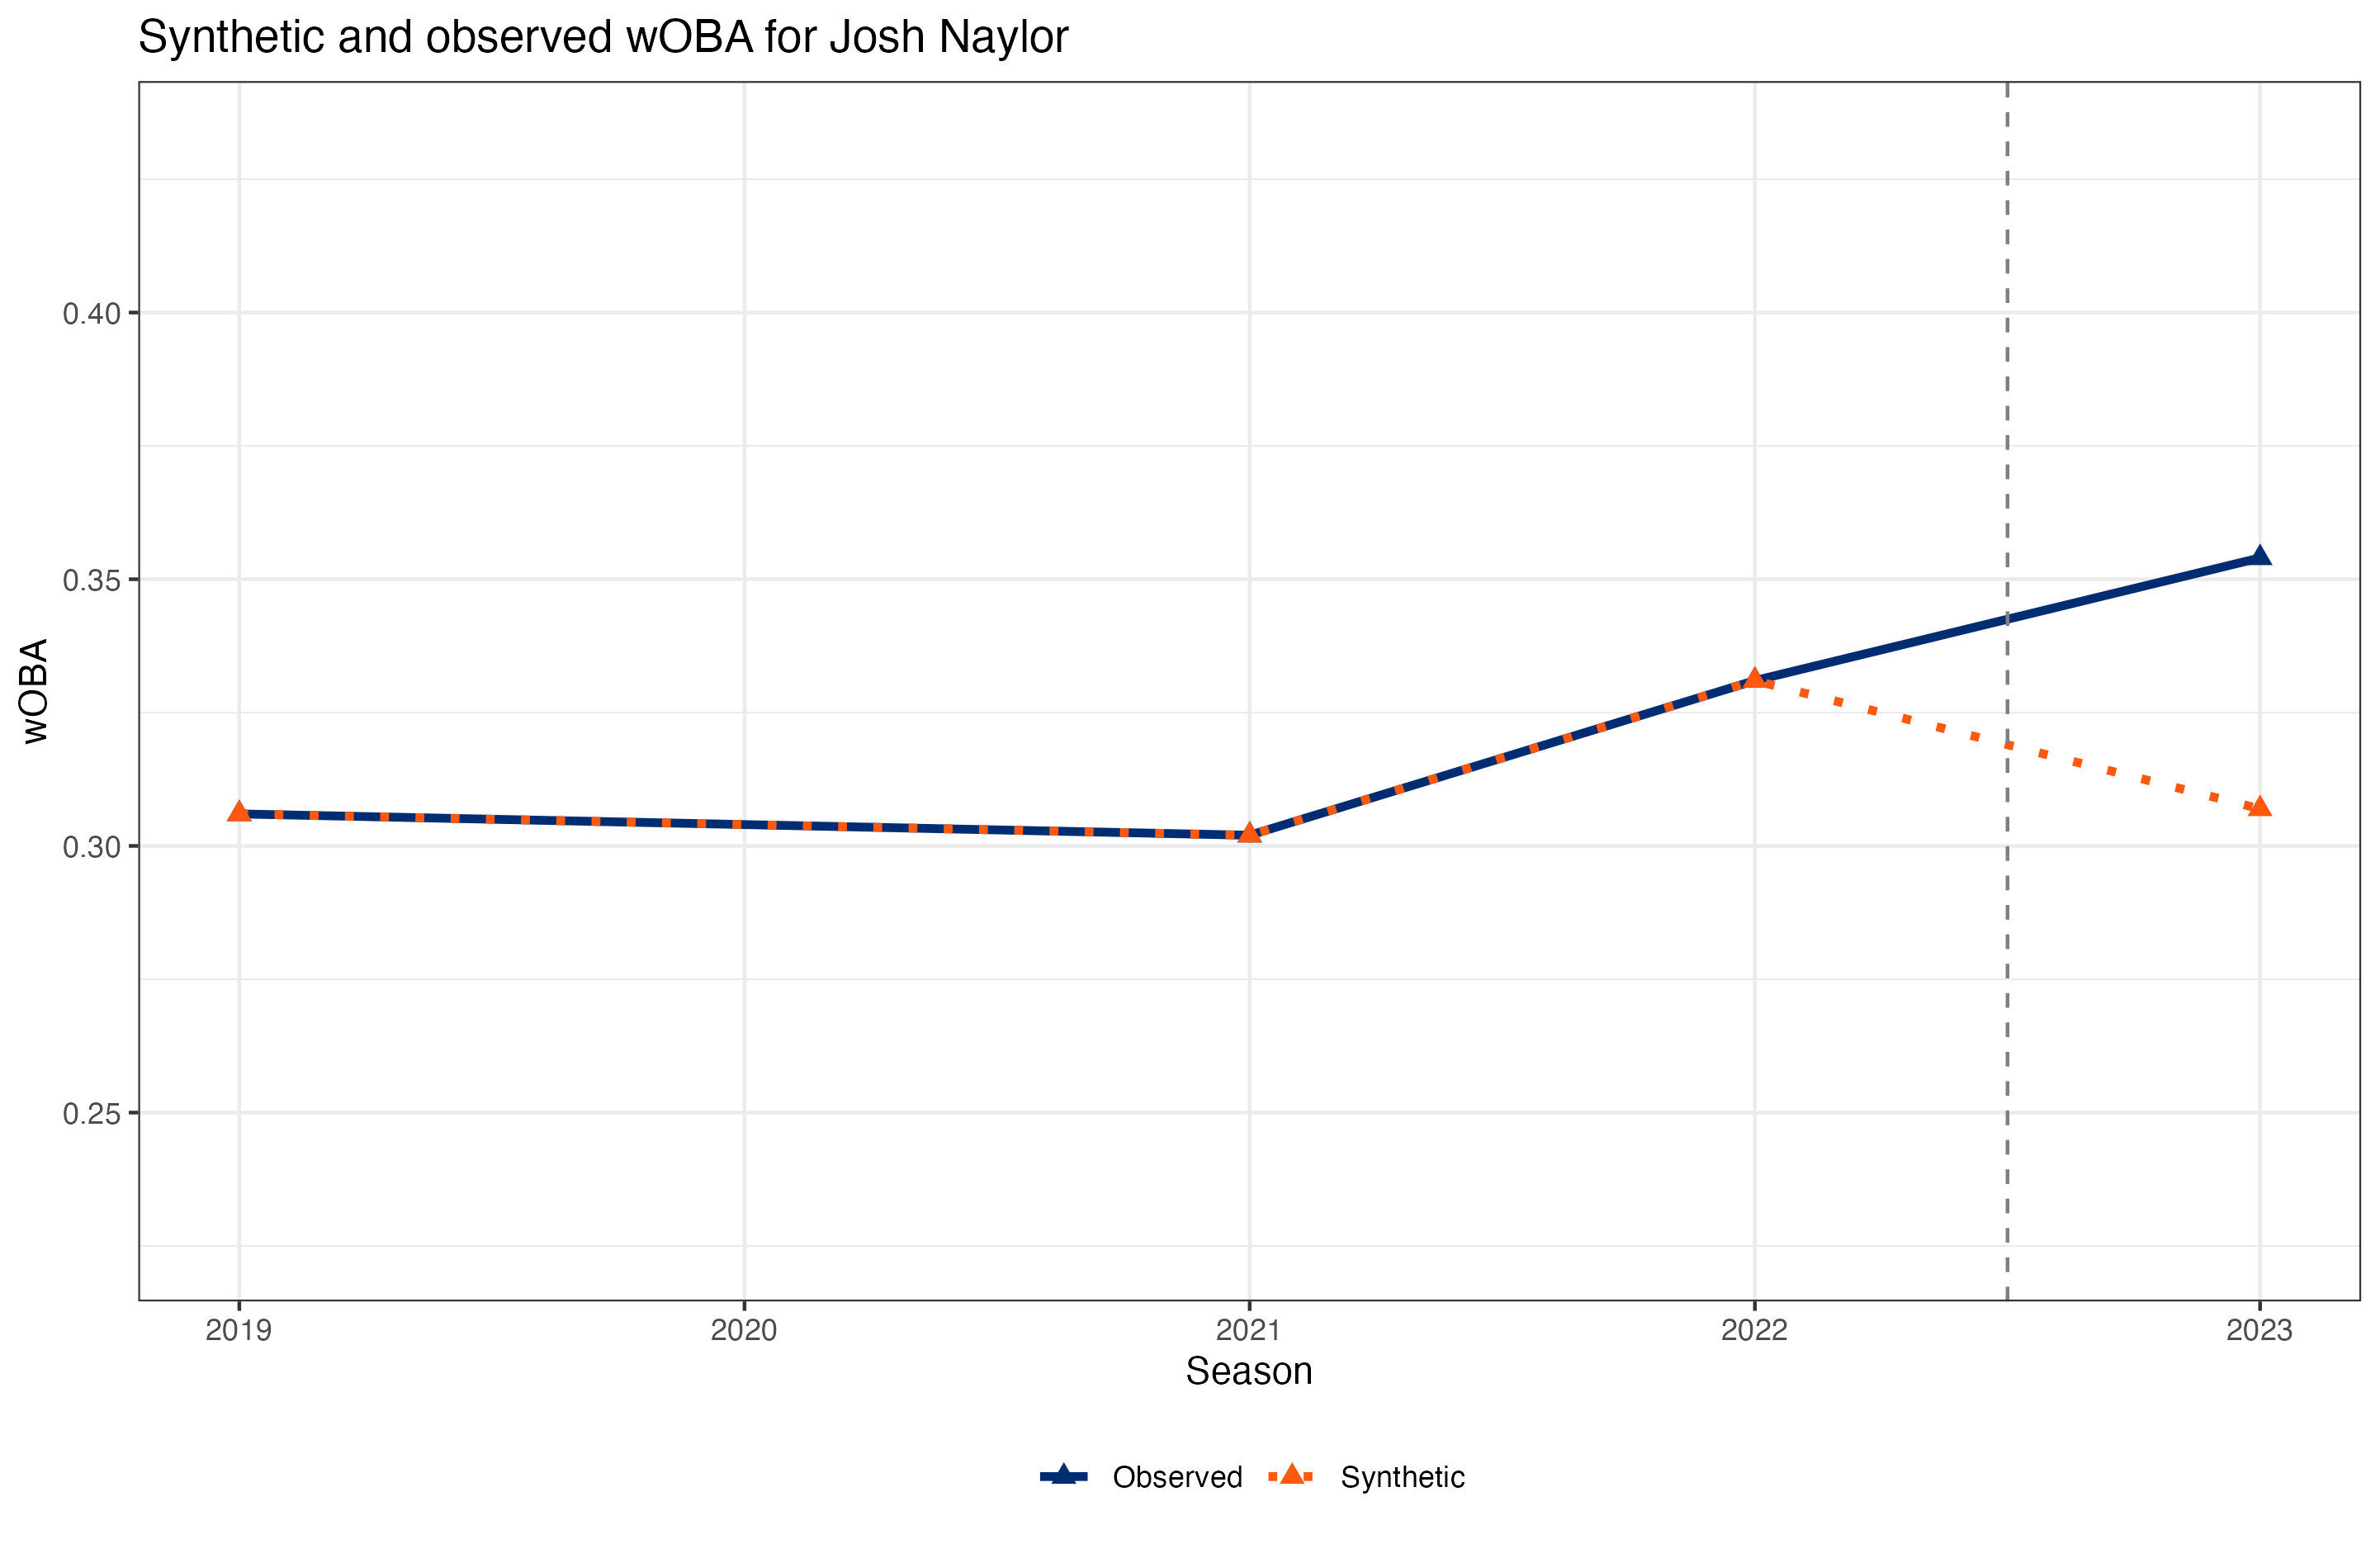 Synthetic and observed wOBA for Josh Naylor
wOBA
0.40
0.35
0.30
0.25
2019 2020 2021 2022 2023
Season
Observed Synthetic